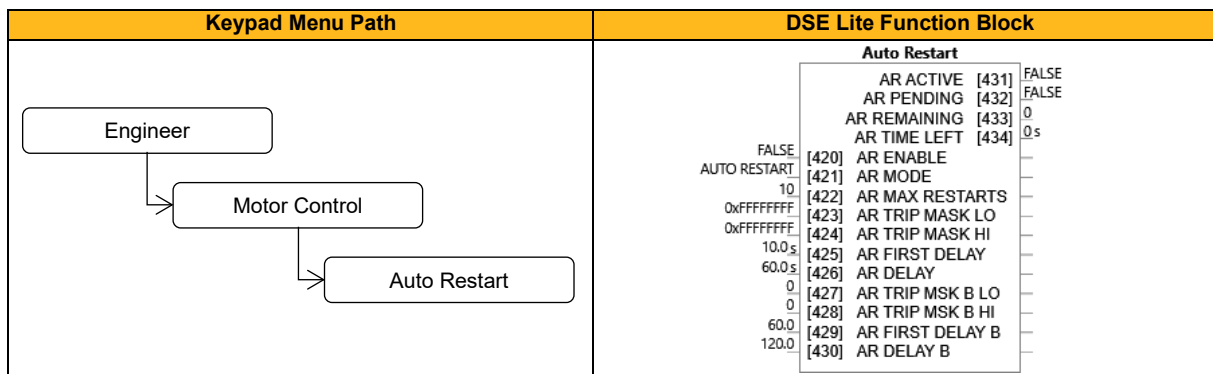 Keypad Menu Path
DSE Lite Function Block
Engineer
Motor Control
Auto Restart
Auto Restart
AR ACTIVE [431] FALSE
AR PENDING [432] FALSE
AR REMAINING [433] 0
AR TIME LEFT [434] 0 s
FALSE [420] AR ENABLE
AUTO RESTART [421] AR MODE
10 [422] AR MAX RESTARTS
0xFFFFFFFF [423] AR TRIP MASK LO
0xFFFFFFFF [424] AR TRIP MASK HI
10.0 s [425] AR FIRST DELAY
60.0 s [426] AR DELAY
0 [427] AR TRIP MSK B LO
0 [428] AR TRIP MSK B HI
60.0 [429] AR FIRST DELAY B
120.0 [430] AR DELAY B